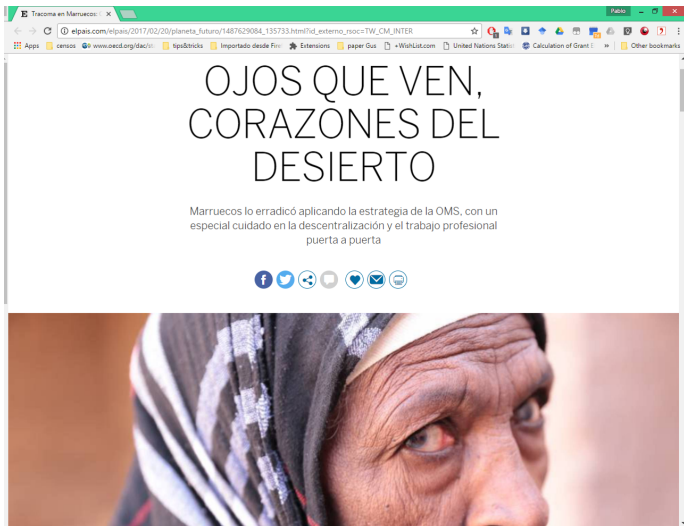 Tracoma en Marruecos:
Pablo
elpais.com/elpais/2017/02/20/planeta_futuro/1487629084_135733.html?id_externo_rsoc=TW_CM_INTER
Apps censos www.oecd.org/dac/st tips&tricks Importado desde Fire Extensions paper Gus +WishList.com United Nations Statis Calculation of Grant E » Other bookmarks
OJOS QUE VEN,
CORAZONES DEL
DESIERTO
Marruecos lo erradicó aplicando la estrategia de la OMS, con un
especial cuidado en la descentralización y el trabajo profesional
puerta a puerta